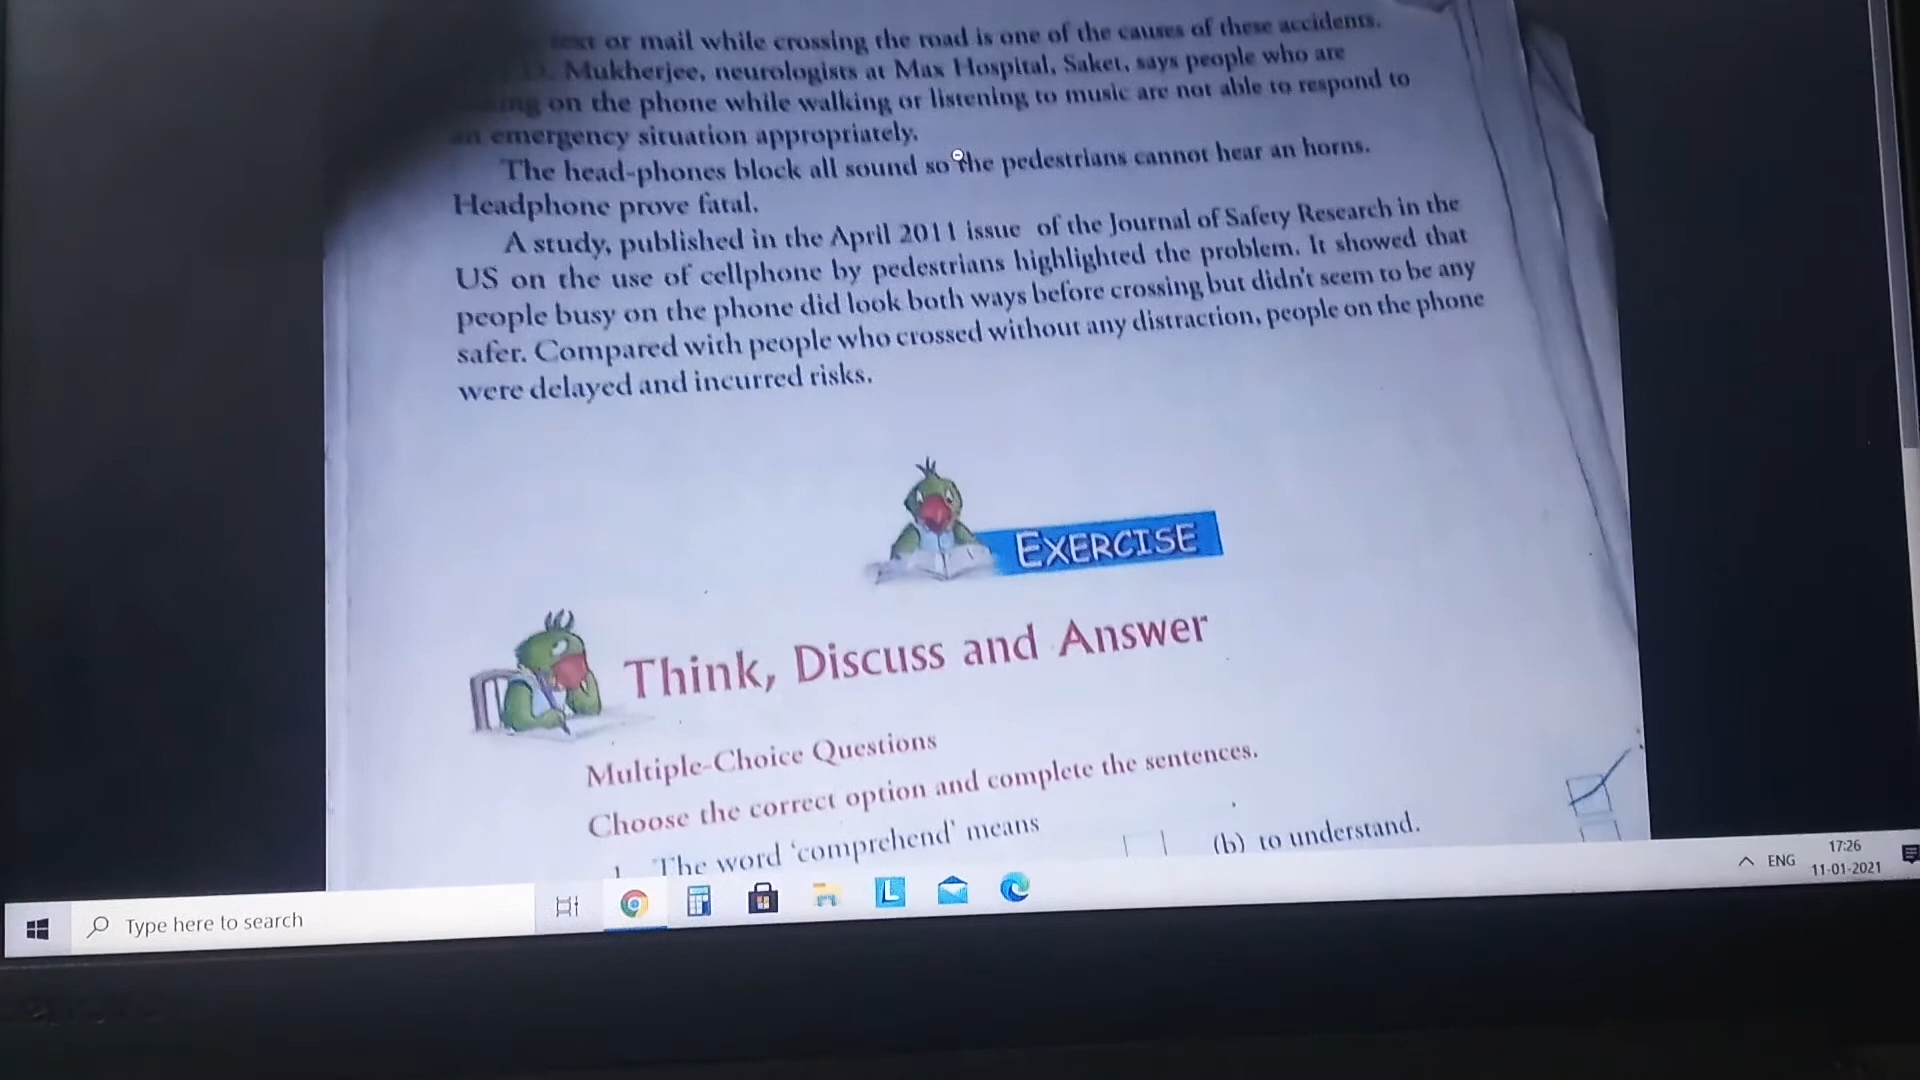 text or mail while crossing the road is one of the causes of these accidents.
Mukherjee, neurologists at Max Hospital, Saket, says people who are
on the phone while walking or listening to music are not able to respond to
an emergency situation appropriately.
The head-phones block all sound so the pedestrians cannot hear an horns.
Headphone prove fatal.
A study, published in the April 2011 issue of the Journal of Safety Research in the
US on the use of cellphone by pedestrians highlighted the problem. It showed that
people busy on the phone did look both ways before crossing but didn't seem to be any
safer. Compared with people who crossed without any distraction, people on the phone
were delayed and incurred risks.
EXERCISE
Think, Discuss and Answer
Multiple-Choice Questions
Choose the correct option and complete the sentences.
1. The word 'comprehend' means
(b) to understand.
Type here to search
ENG
17:26
11-01-2021